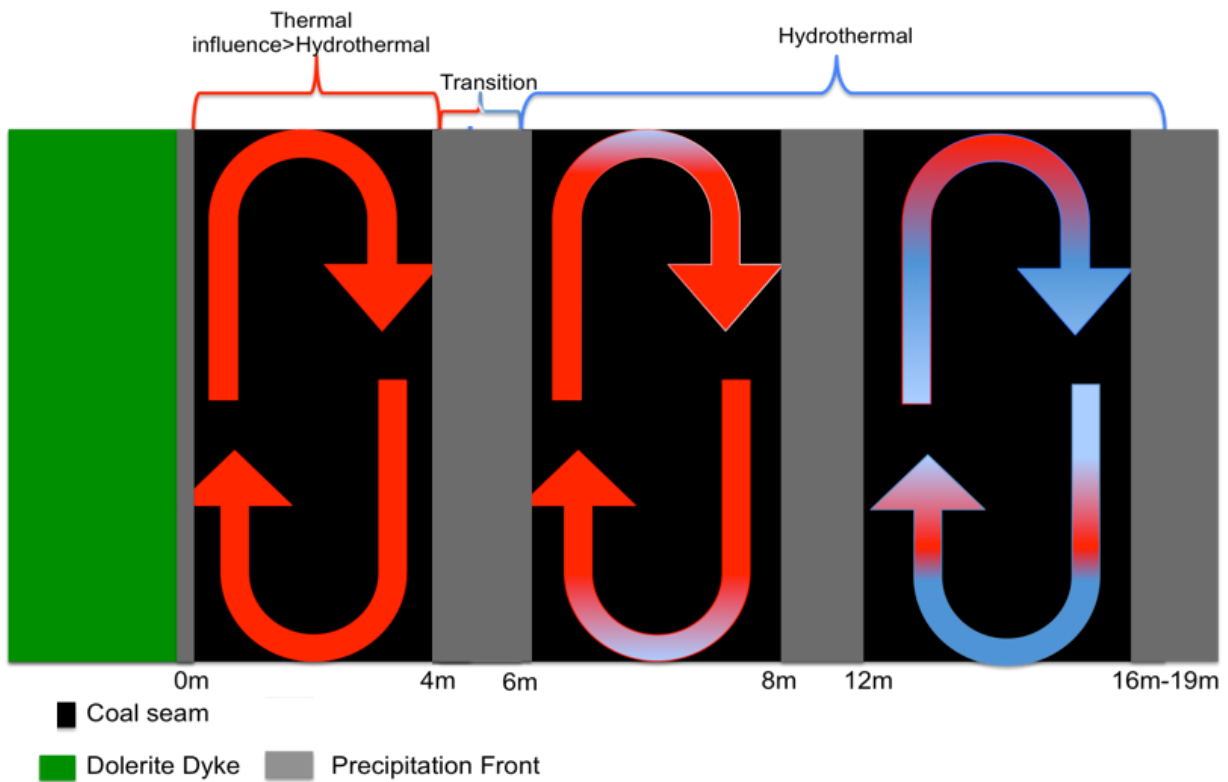 Thermal
influence>Hydrothermal
Transition
Hydrothermal
0m
4m
6m
8m
12m
16m-19m
Coal seam
Dolerite Dyke
Precipitation Front